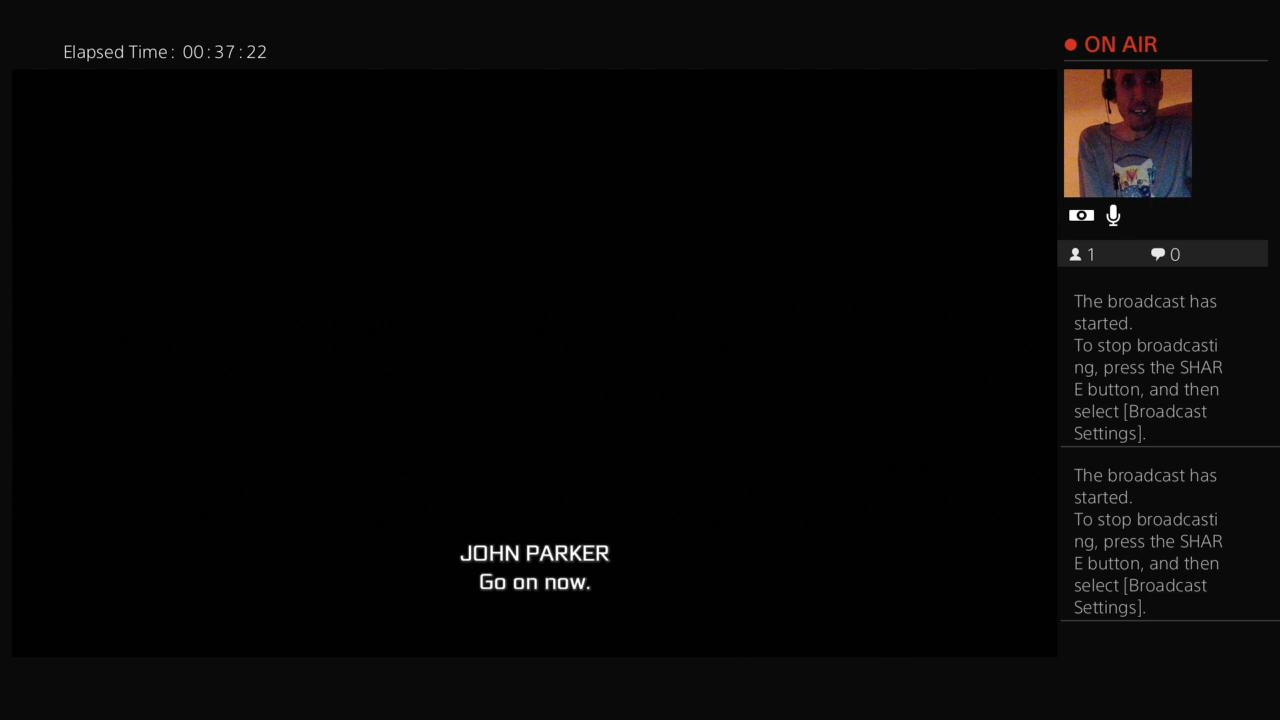 Elapsed Time: 00:37:22
ON AIR
1
0
The broadcast has
started.
To stop broadcasti
ng, press the SHAR
E button, and then
select [Broadcast
Settings].
The broadcast has
started.
To stop broadcasti
ng, press the SHAR
E button, and then
select [Broadcast
Settings].
JOHN PARKER
Go on now.